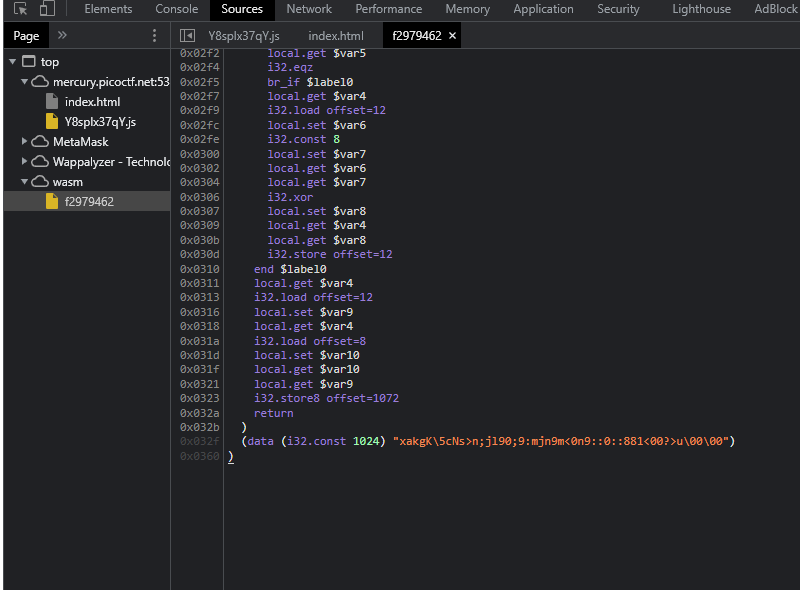 Elements Console Sources Network Performance Memory Application Security Lighthouse AdBlock
Page » Y8splx37qY.js index.html f2979462 ×
top
mercury.picoctf.net:53
index.html
Y8splx37qY.js
MetaMask
Wappalyzer - Technolo
wasm
f2979462
0x02f2 local.get $var5
0x02f4 i32.eqz
0x02f5 br_if $label0
0x02f7 local.get $var4
0x02f9 i32.load offset=12
0x02fc local.set $var6
0x02fe i32.const 8
0x0300 local.set $var7
0x0302 local.get $var6
0x0304 local.get $var7
0x0306 i32.xor
0x0307 local.set $var8
0x0309 local.get $var4
0x030b local.get $var8
0x030d i32.store offset=12
0x0310 end $label0
0x0311 local.get $var4
0x0313 i32.load offset=12
0x0316 local.set $var9
0x0318 local.get $var4
0x031a i32.load offset=8
0x031d local.set $var10
0x031f local.get $var10
0x0321 local.get $var9
0x0323 i32.store8 offset=1072
0x032a return
0x032b )
0x032f (data (i32.const 1024) "xakgK\5cNs>n;jl90;9:mjn9m<0n9::0::881<00?>u\00\00")
0x0360 )